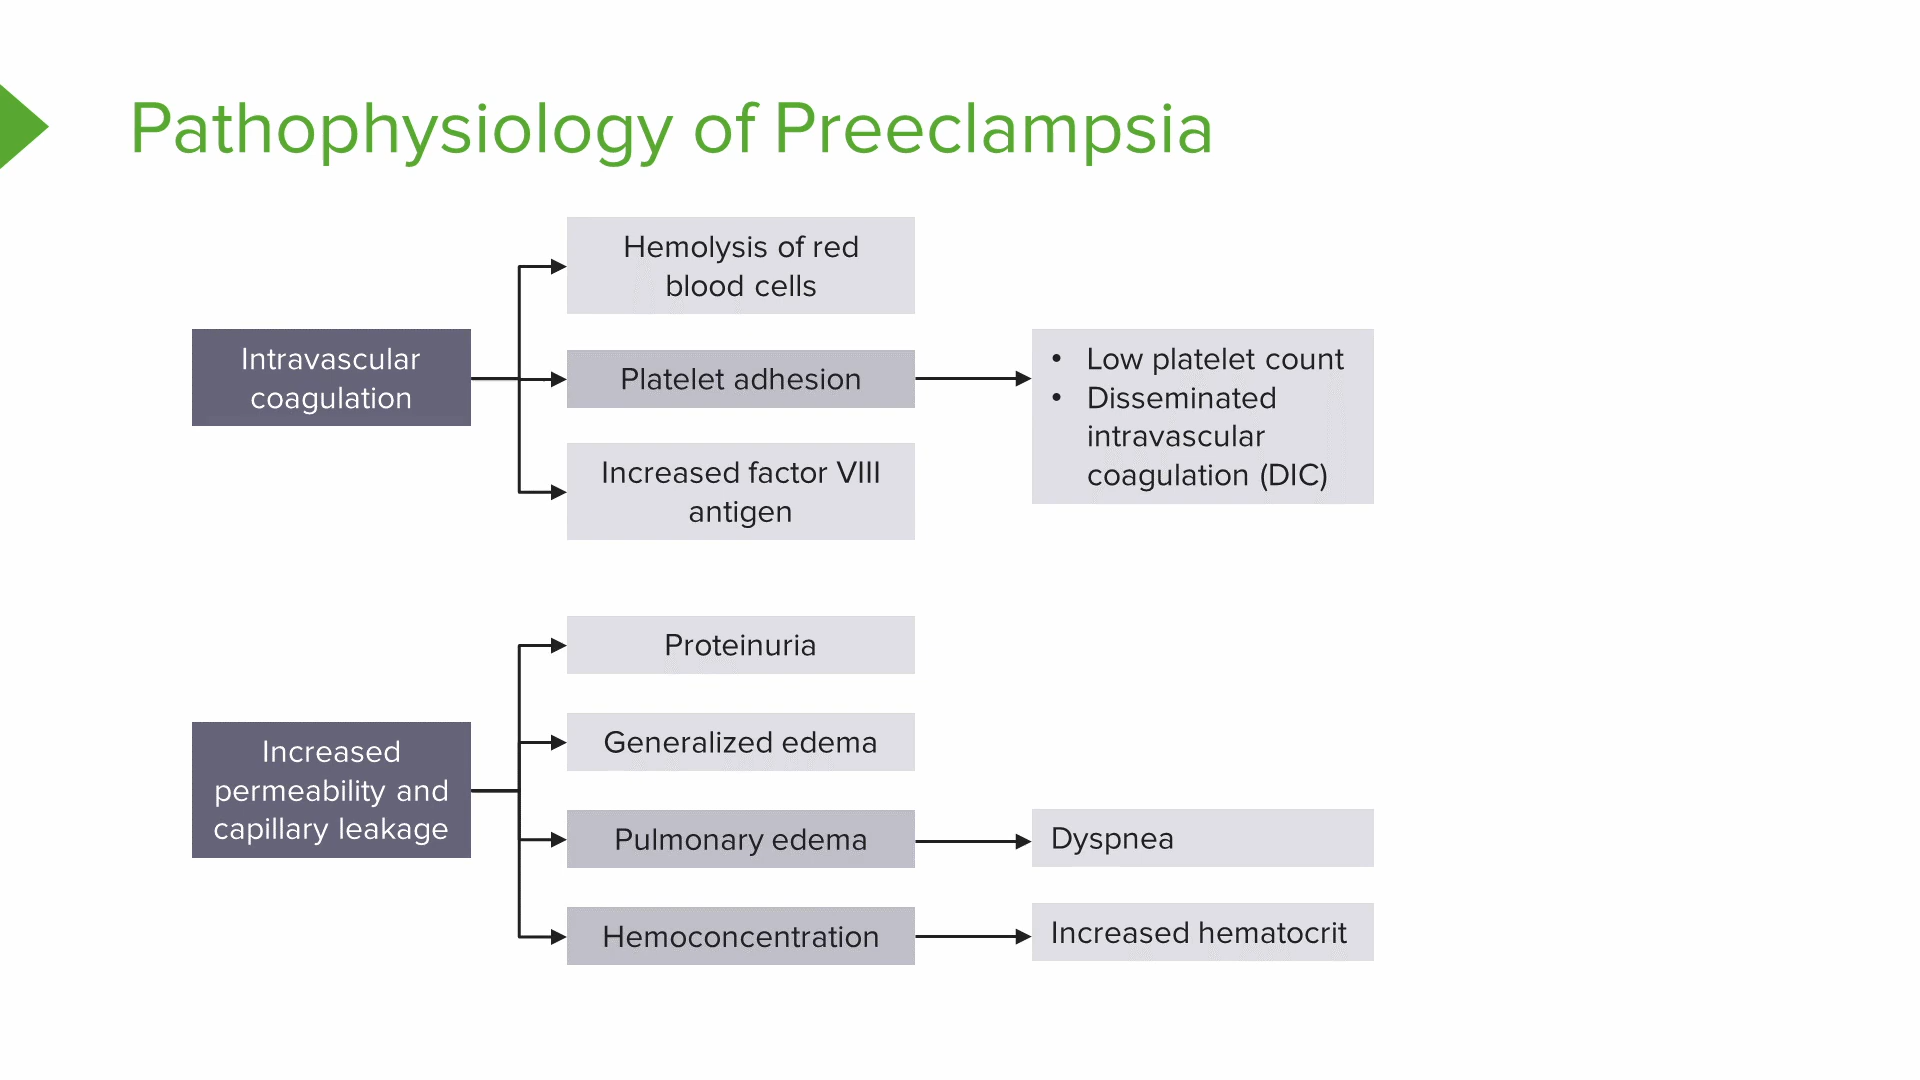 Pathophysiology of Preeclampsia
Hemolysis of red
blood cells
Intravascular
coagulation
Platelet adhesion
• Low platelet count
• Disseminated
intravascular
coagulation (DIC)
Increased factor VIII
antigen
Proteinuria
Generalized edema
Increased
permeability and
capillary leakage
Pulmonary edema
Dyspnea
Hemoconcentration
Increased hematocrit